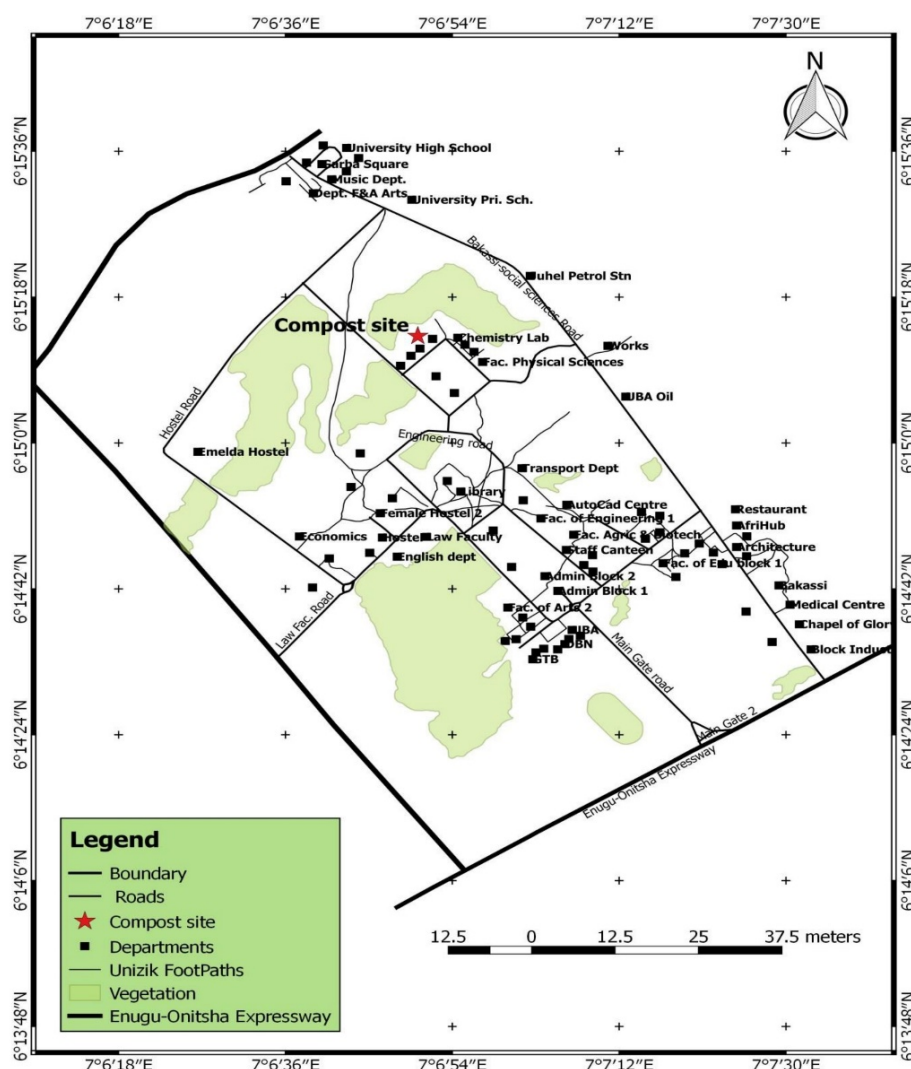 7°6′18″E 7°6′36″E 7°6′54″E 7°7′12″E 7°7′30″E
N
6°15′36″N 6°15′36″N
University High School
Garba Square
Music Dept.
Dept. F&A Arts
University Pri. Sch.
Bakassi-social sciences Road
Juhel Petrol Stn
6°15′18″N 6°15′18″N
Compost site
Chemistry Lab
Works
Fac. Physical Sciences
UBA Oil
Hostel Road
6°15′0″N 6°15′0″N
Engineering road
Emelda Hostel
Transport Dept
Library
AutoCad Centre
Restaurant
Female Hostel 2
Fac. of Engineering 1
AfriHub
Economics
Hostel
Law Faculty
Fac. Agric & Biotech
Staff Canteen
Architecture
English dept
Fac. of Edu block 1
6°14′42″N 6°14′42″N
Admin Block 2
Bakassi
Admin Block 1
Law Fac. Road
Fac. of Arts 2
Medical Centre
Chapel of Glory
UBA
DBN
GTB
Block Indus
Main Gate road
6°14′24″N 6°14′24″N
Main Gate 2
Enugu-Onitsha Expressway
Legend
Boundary
Roads
Compost site
Departments
Unizik FootPaths
Vegetation
Enugu-Onitsha Expressway
6°14′6″N 6°14′6″N
12.5 0 12.5 25 37.5 meters
6°13′48″N 6°13′48″N
7°6′18″E 7°6′36″E 7°6′54″E 7°7′12″E 7°7′30″E